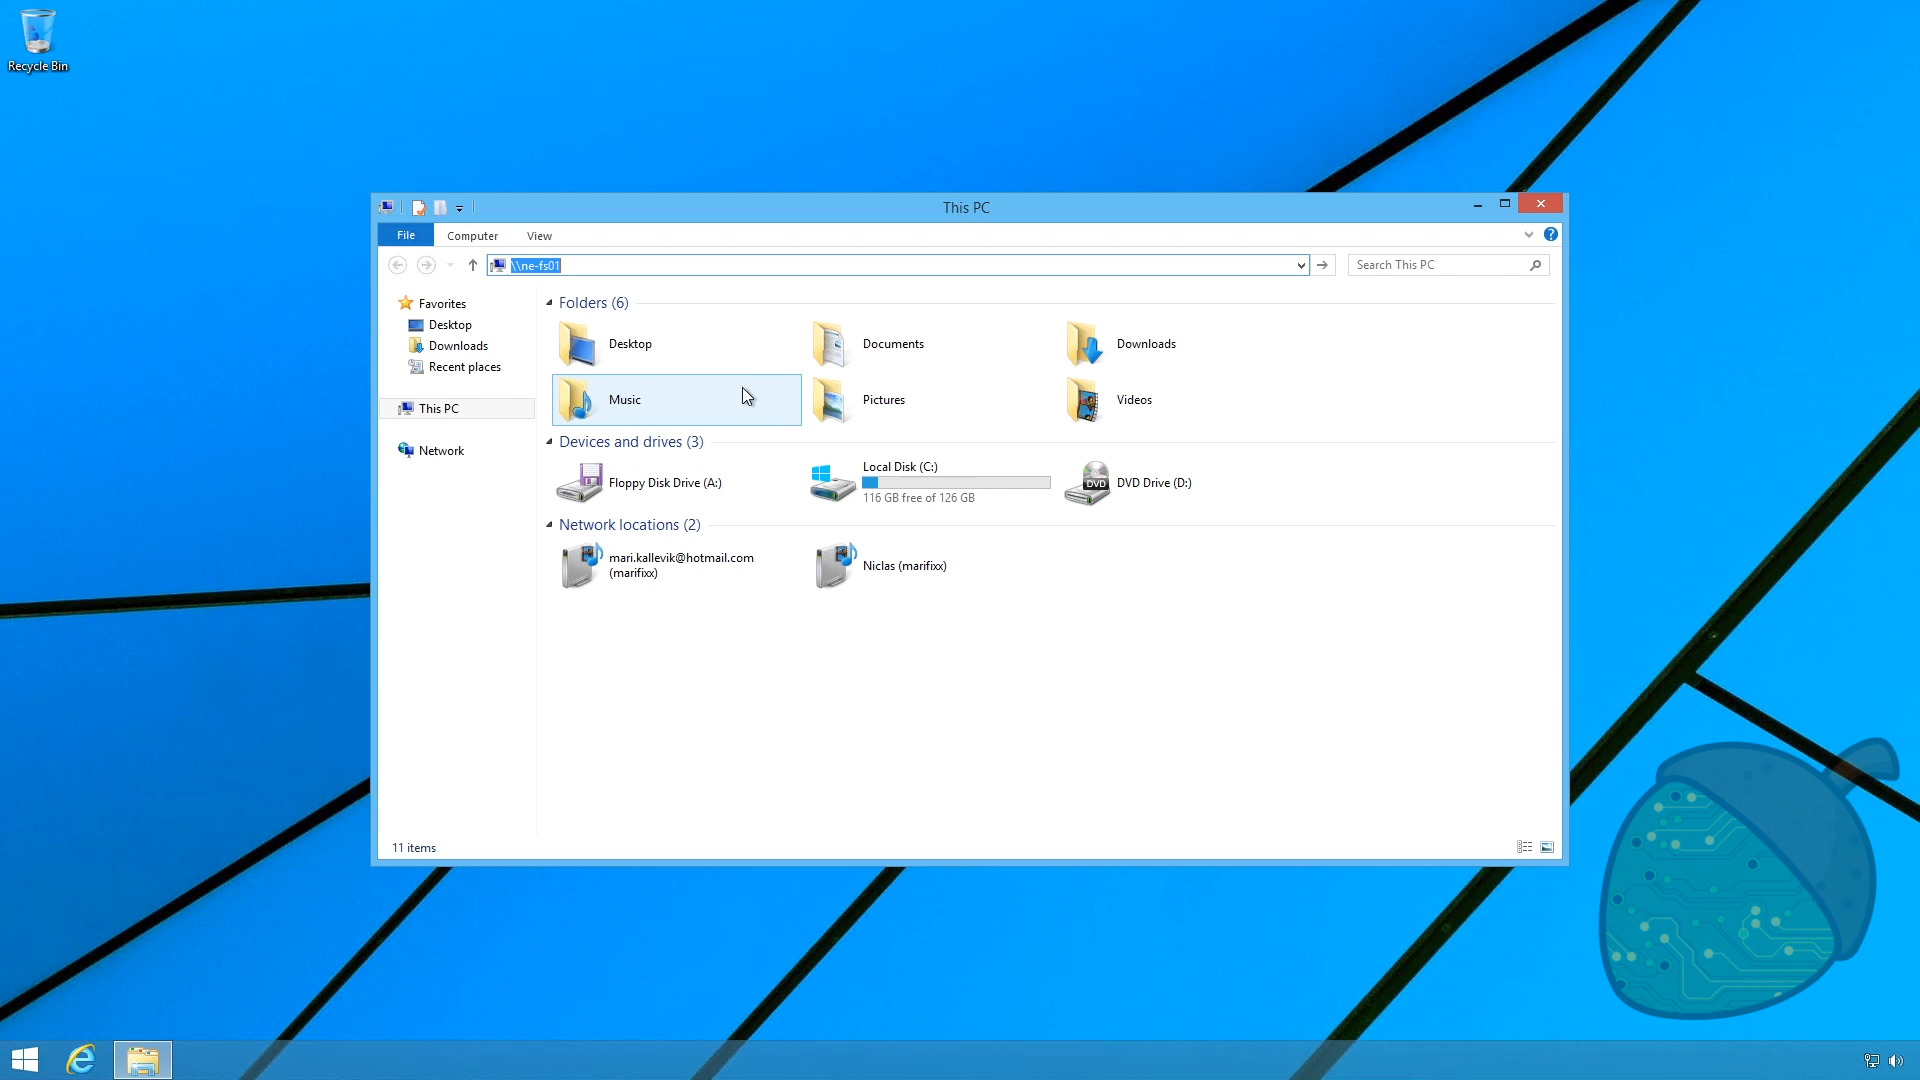 Recycle Bin
This PC
File
Computer
View
\\ne-fs01
Search This PC
Favorites
Desktop
Downloads
Recent places
This PC
Network
Folders (6)
Desktop
Documents
Downloads
Music
Pictures
Videos
Devices and drives (3)
Floppy Disk Drive (A:)
Local Disk (C:)
116 GB free of 126 GB
DVD
DVD Drive (D:)
Network locations (2)
mari.kallevik@hotmail.com
(marifixx)
Niclas (marifixx)
11 items